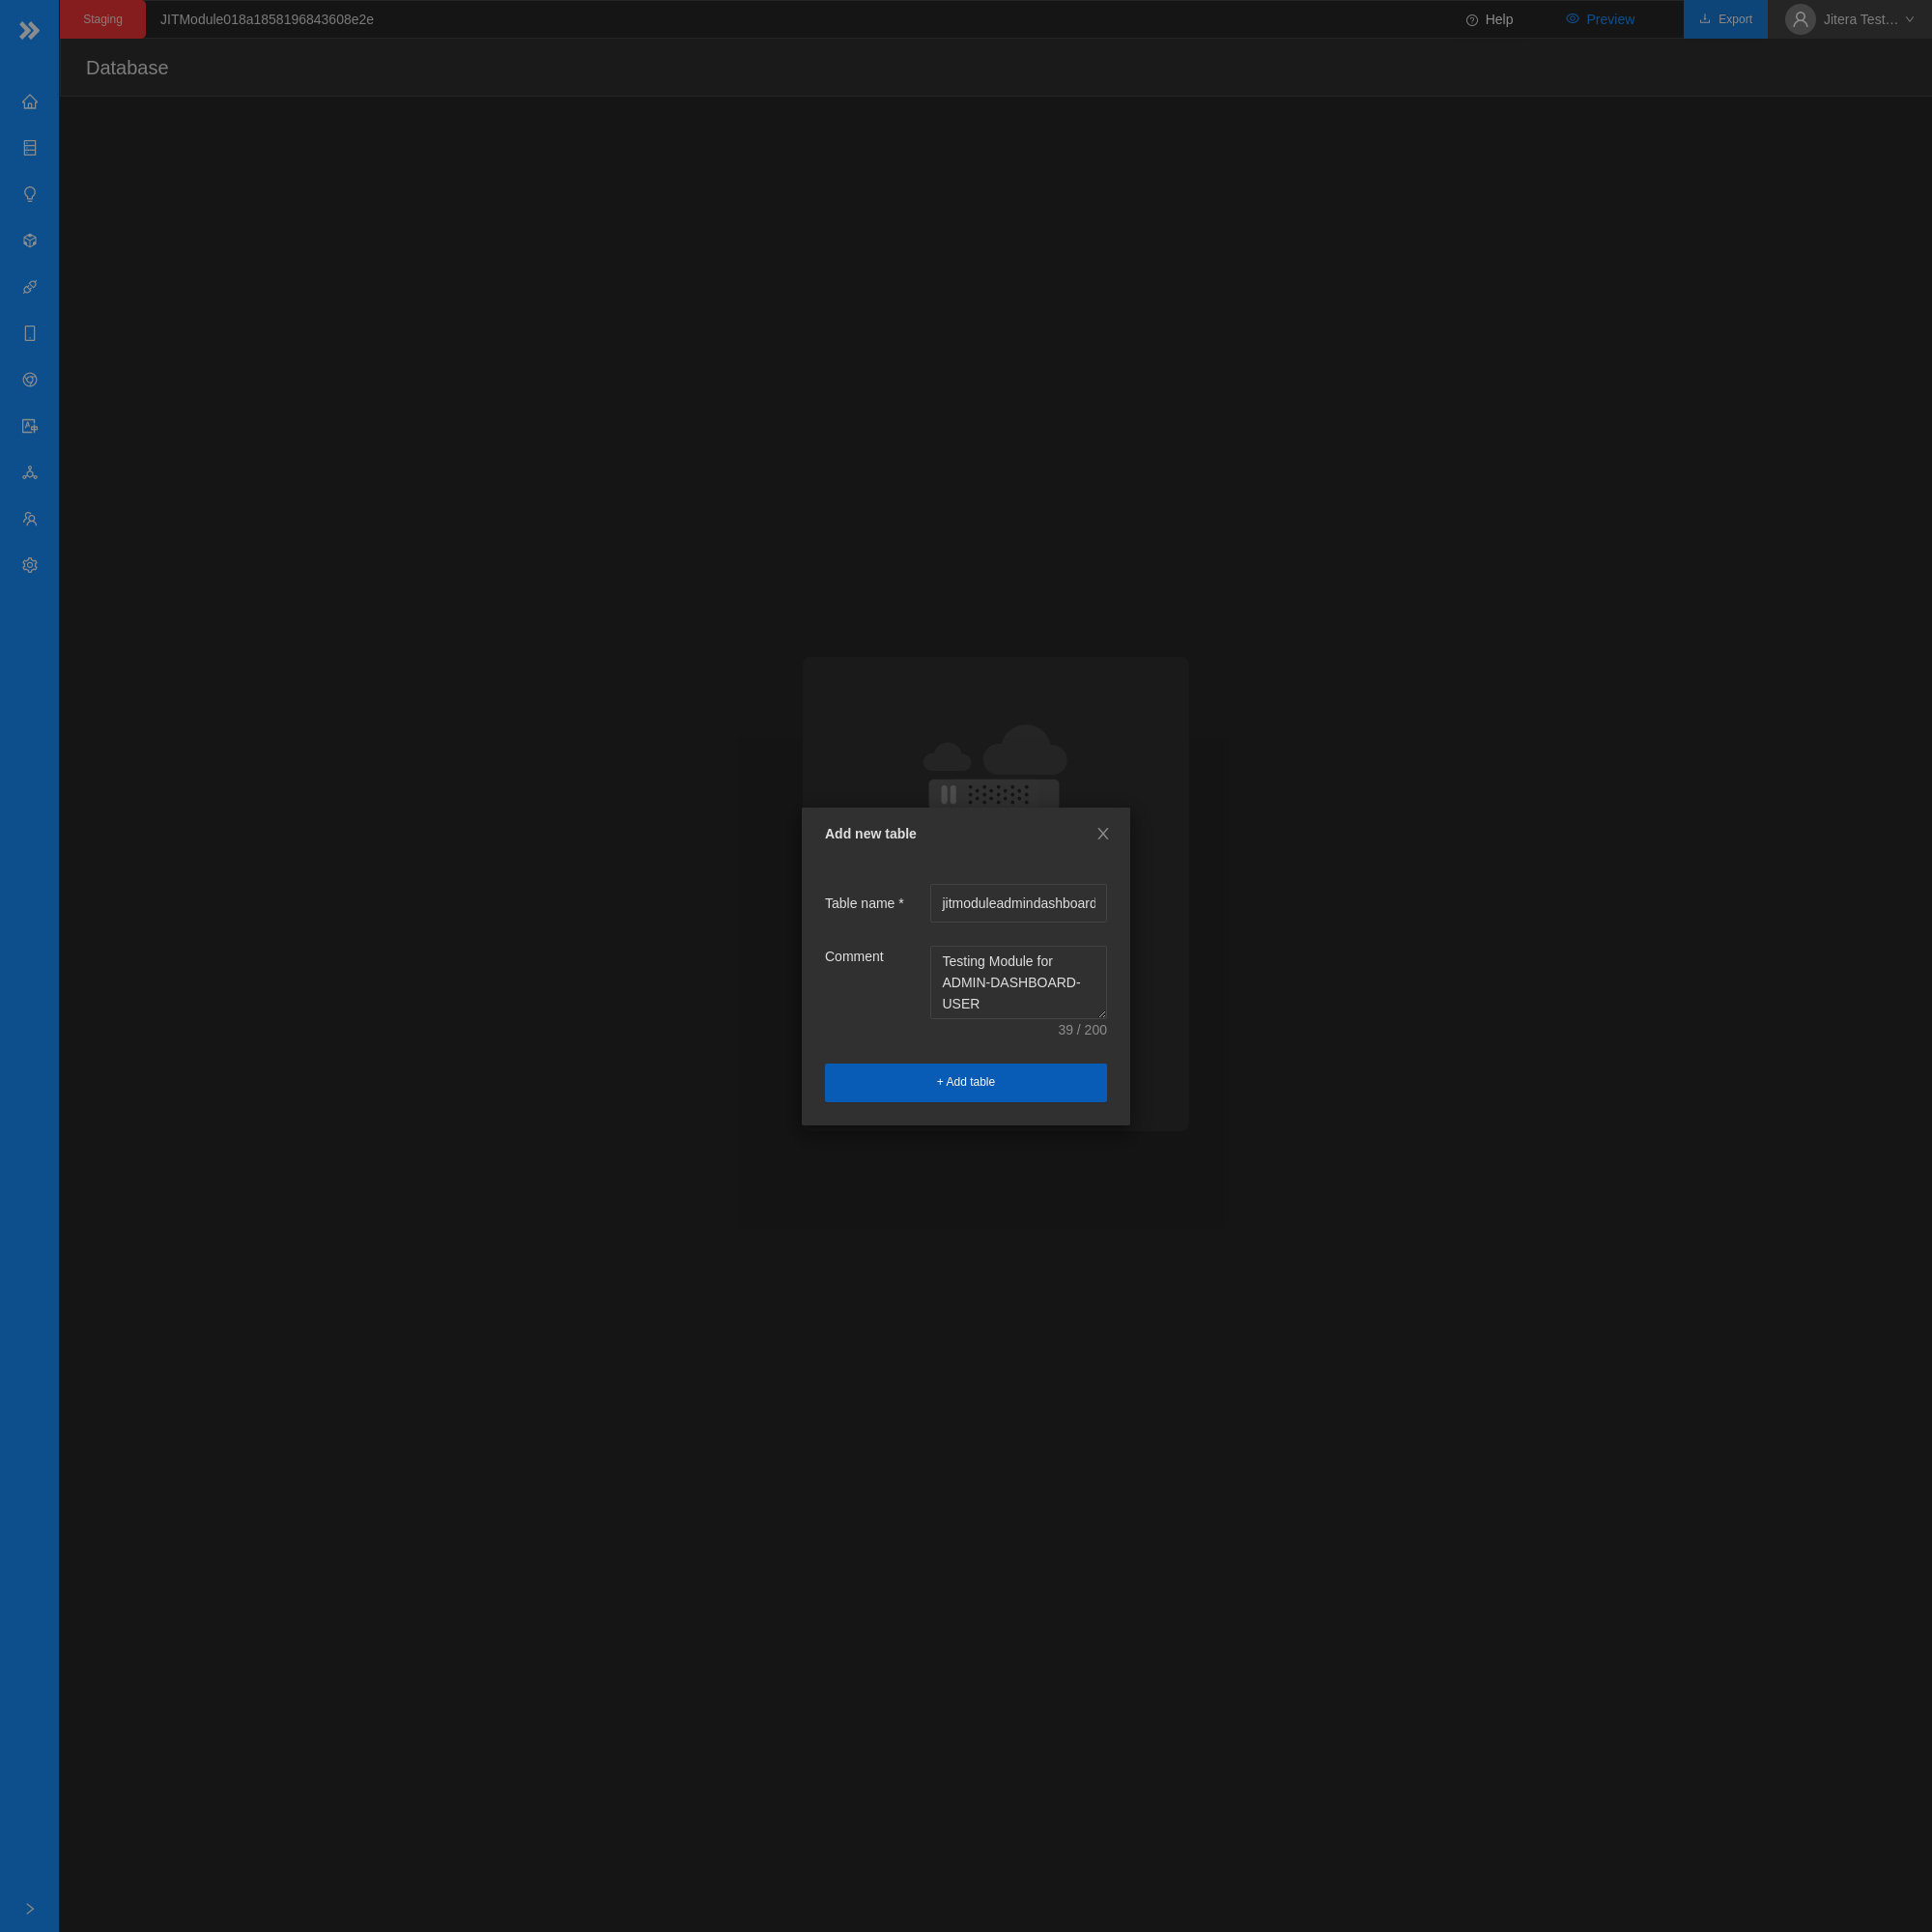 Staging
JITModule018a1858196843608e2e
Help
Preview
Export
Jitera Test…
Database
Add new table
Table name *
jitmoduleadmindashboard
Comment
Testing Module for
ADMIN-DASHBOARD-
USER
39 / 200
+ Add table